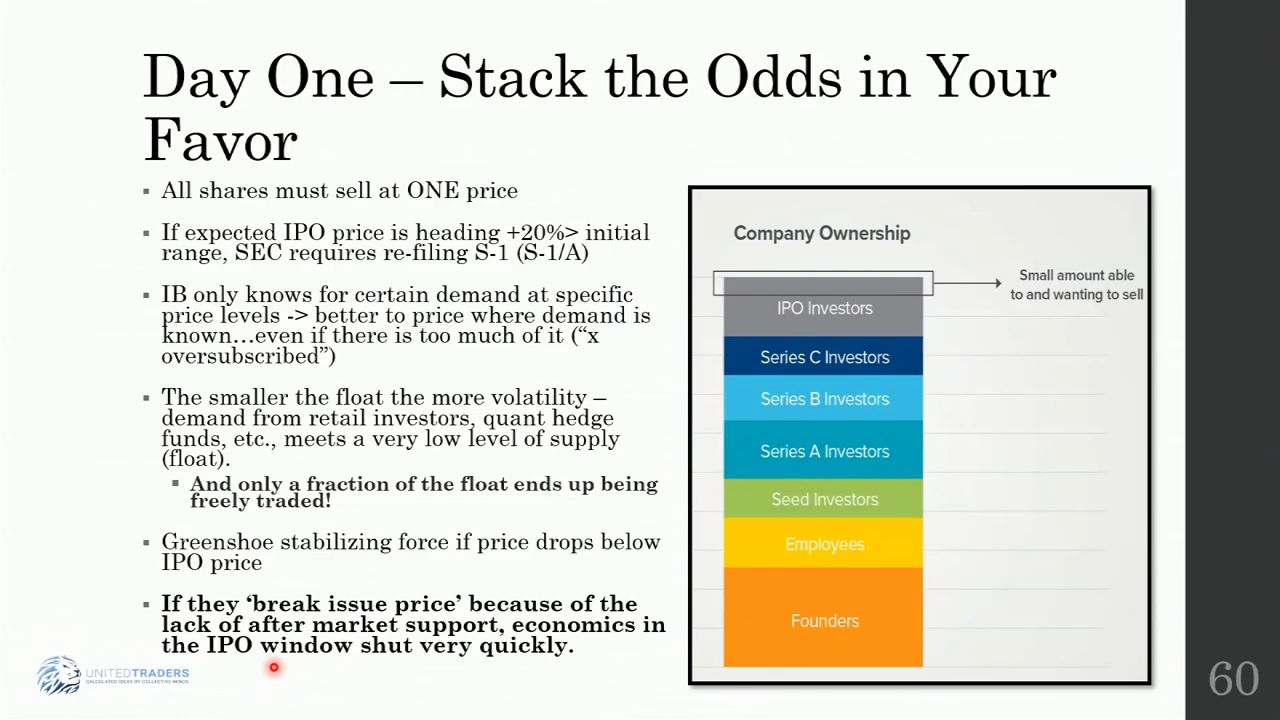 Day One – Stack the Odds in Your
Favor
▪ All shares must sell at ONE price
▪ If expected IPO price is heading +20%> initial
range, SEC requires re-filing S-1 (S-1/A)
▪ IB only knows for certain demand at specific
price levels -> better to price where demand is
known…even if there is too much of it (“x
oversubscribed”)
▪ The smaller the float the more volatility –
demand from retail investors, quant hedge
funds, etc., meets a very low level of supply
(float).
▪ And only a fraction of the float ends up being
freely traded!
▪ Greenshoe stabilizing force if price drops below
IPO price
▪ If they ‘break issue price’ because of the
lack of after market support, economics in
the IPO window shut very quickly.
Company Ownership
Small amount able
to and wanting to sell
IPO Investors
Series C Investors
Series B Investors
Series A Investors
Seed Investors
Employees
Founders
UNITEDTRADERS
CALCULATED IDEAS BY COLLECTIVE MINDS
60